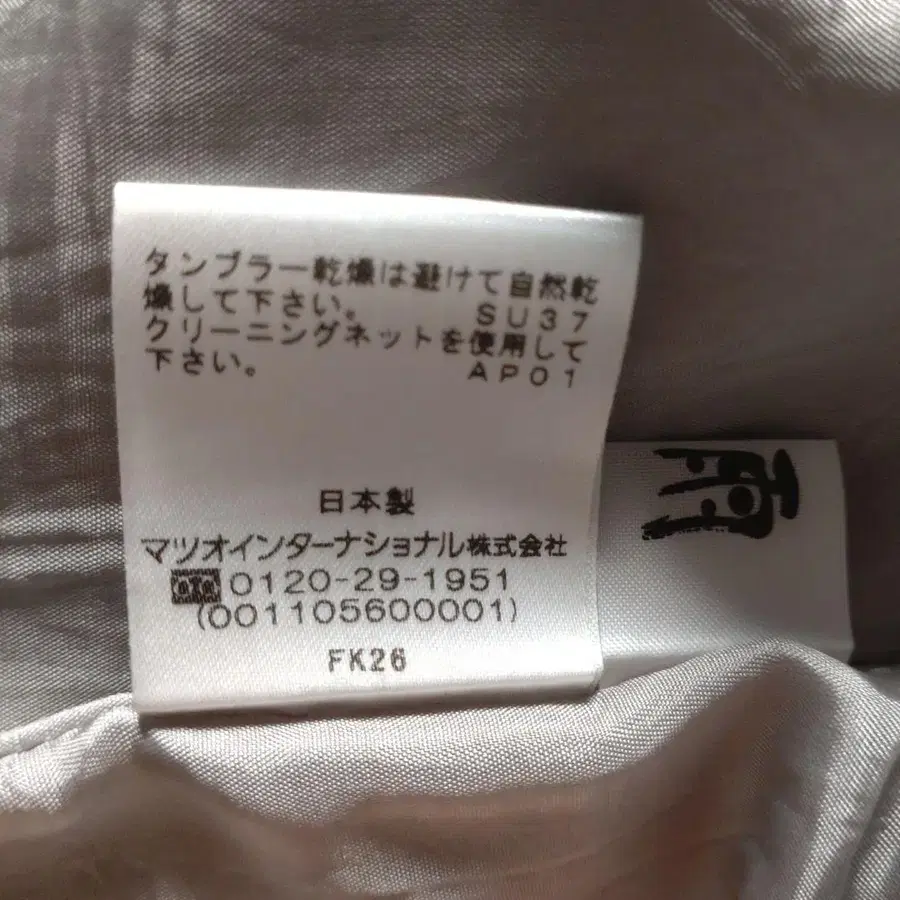 タンブラー乾燥は避けて自然乾
燥して下さい。 SU37
クリーニングネットを使用して
下さい。 AP01
日本製
マツオインターナショナル株式会社
0120-29-1951
(001105600001)
FK26